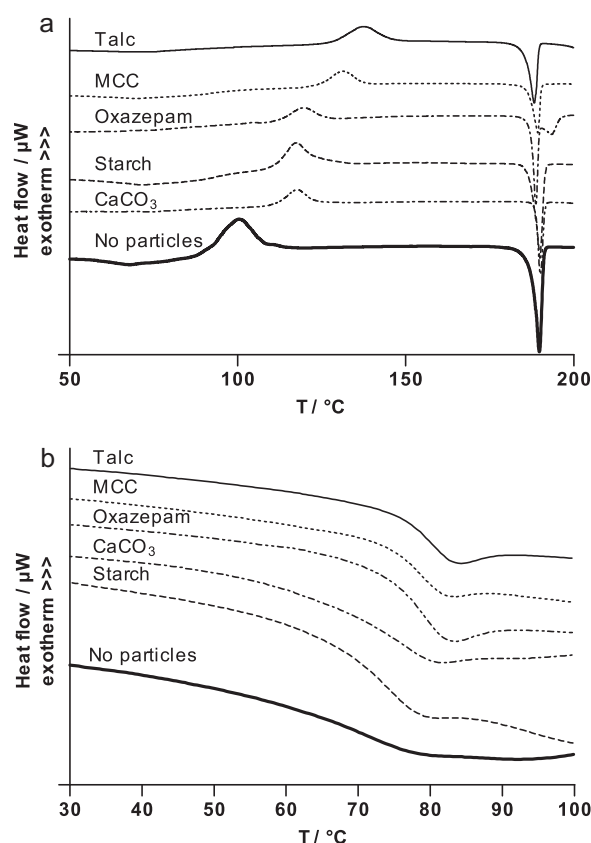 a
Talc
MCC
Oxazepam
Starch
CaCO₃
No particles
Heat flow / µW
exotherm >>>
50 100 150 200
T / °C
b
Talc
MCC
Oxazepam
CaCO₃
Starch
No particles
Heat flow / µW
exotherm >>>
30 40 50 60 70 80 90 100
T / °C